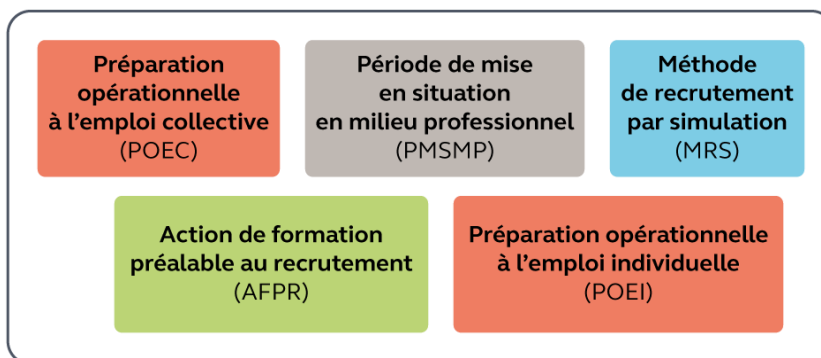 Préparation
opérationnelle
à l’emploi collective
(POEC)
Période de mise
en situation
en milieu professionnel
(PMSMP)
Méthode
de recrutement
par simulation
(MRS)
Action de formation
préalable au recrutement
(AFPR)
Préparation opérationnelle
à l’emploi individuelle
(POEI)